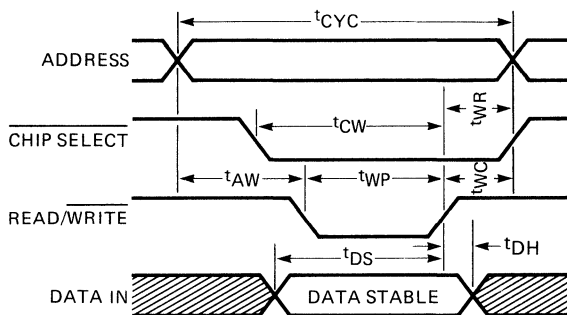 tCYC
ADDRESS
tWR
CHIP SELECT
tCW
tAW
tWP
tWC
READ/WRITE
tDS
tDH
DATA IN
DATA STABLE